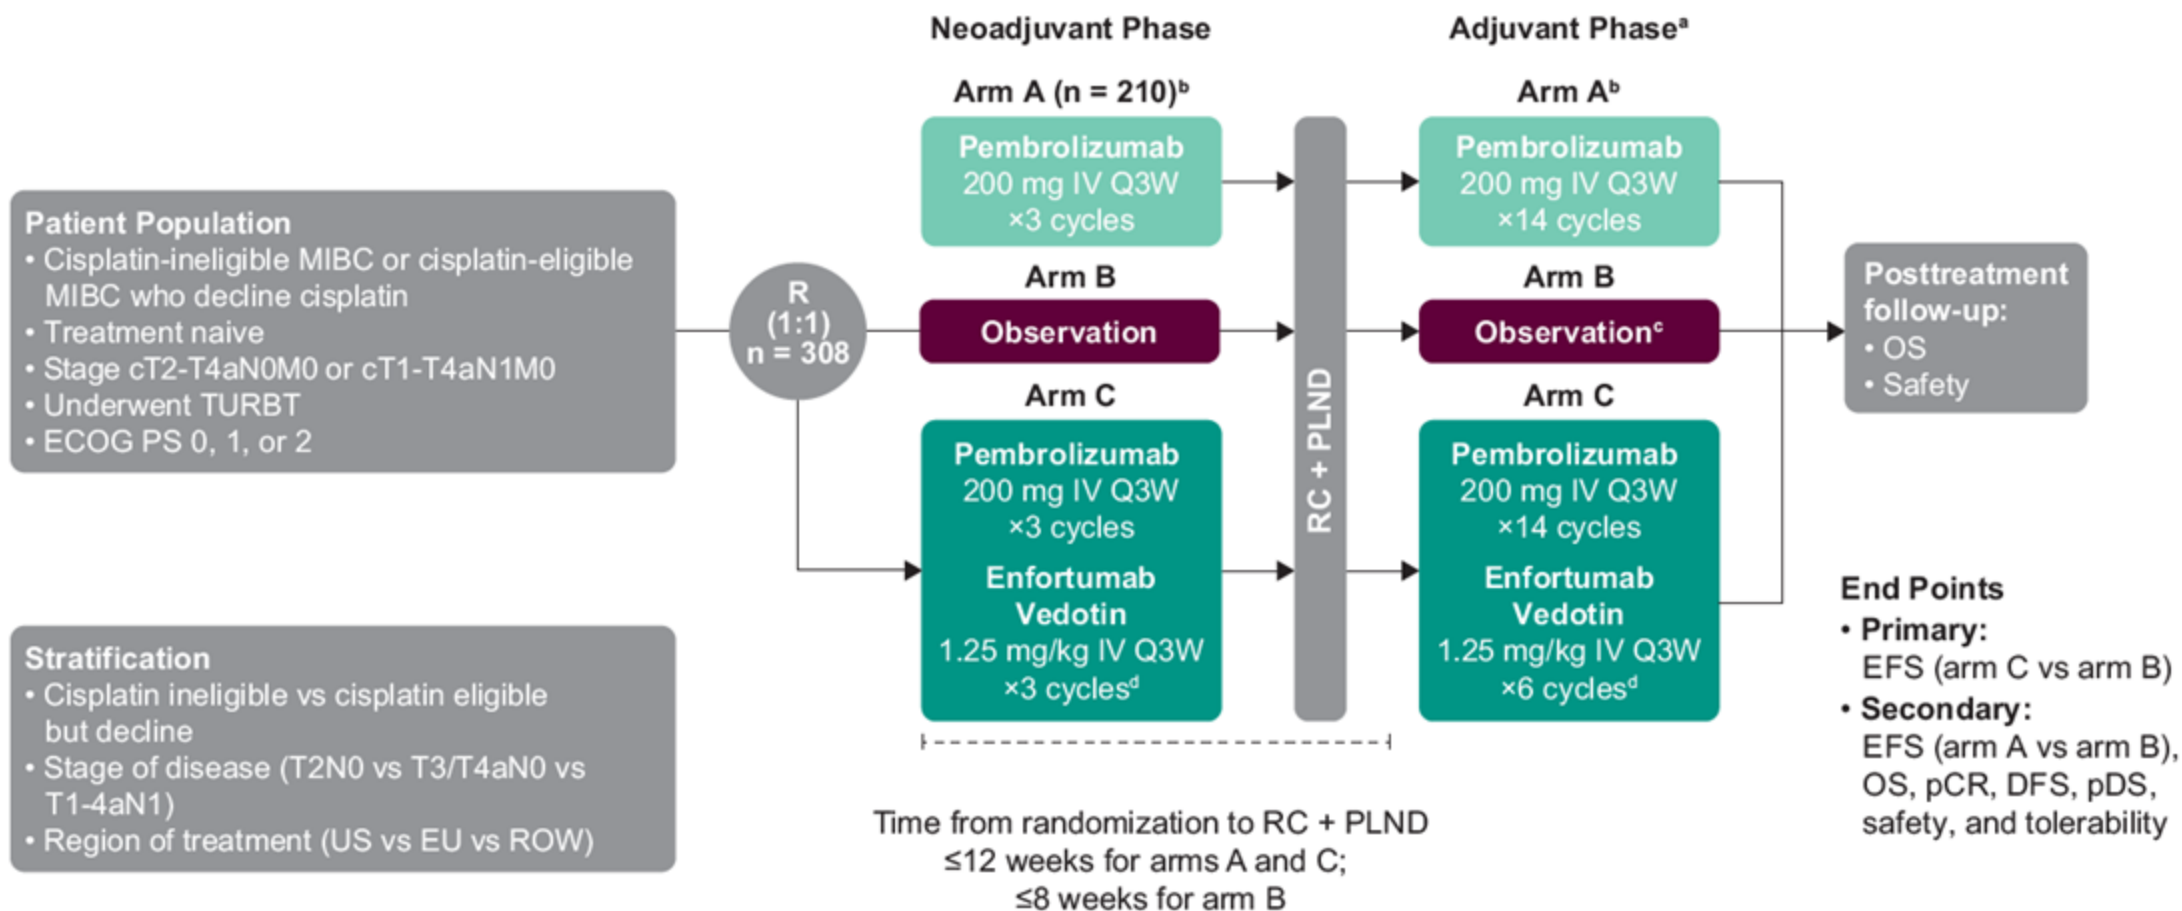 Patient Population
• Cisplatin-ineligible MIBC or cisplatin-eligible
MIBC who decline cisplatin
• Treatment naive
• Stage cT2-T4aN0M0 or cT1-T4aN1M0
• Underwent TURBT
• ECOG PS 0, 1, or 2
Stratification
• Cisplatin ineligible vs cisplatin eligible
but decline
• Stage of disease (T2N0 vs T3/T4aN0 vs
T1-4aN1)
• Region of treatment (US vs EU vs ROW)
R
(1:1)
n = 308
Neoadjuvant Phase
Arm A (n = 210)ᵇ
Pembrolizumab
200 mg IV Q3W
×3 cycles
Arm B
Observation
Arm C
Pembrolizumab
200 mg IV Q3W
×3 cycles
Enfortumab
Vedotin
1.25 mg/kg IV Q3W
×3 cyclesᵈ
RC + PLND
Time from randomization to RC + PLND
≤12 weeks for arms A and C;
≤8 weeks for arm B
Adjuvant Phaseᵃ
Arm Aᵇ
Pembrolizumab
200 mg IV Q3W
×14 cycles
Arm B
Observationᶜ
Arm C
Pembrolizumab
200 mg IV Q3W
×14 cycles
Enfortumab
Vedotin
1.25 mg/kg IV Q3W
×6 cyclesᵈ
Posttreatment
follow-up:
• OS
• Safety
End Points
• Primary:
EFS (arm C vs arm B)
• Secondary:
EFS (arm A vs arm B),
OS, pCR, DFS, pDS,
safety, and tolerability